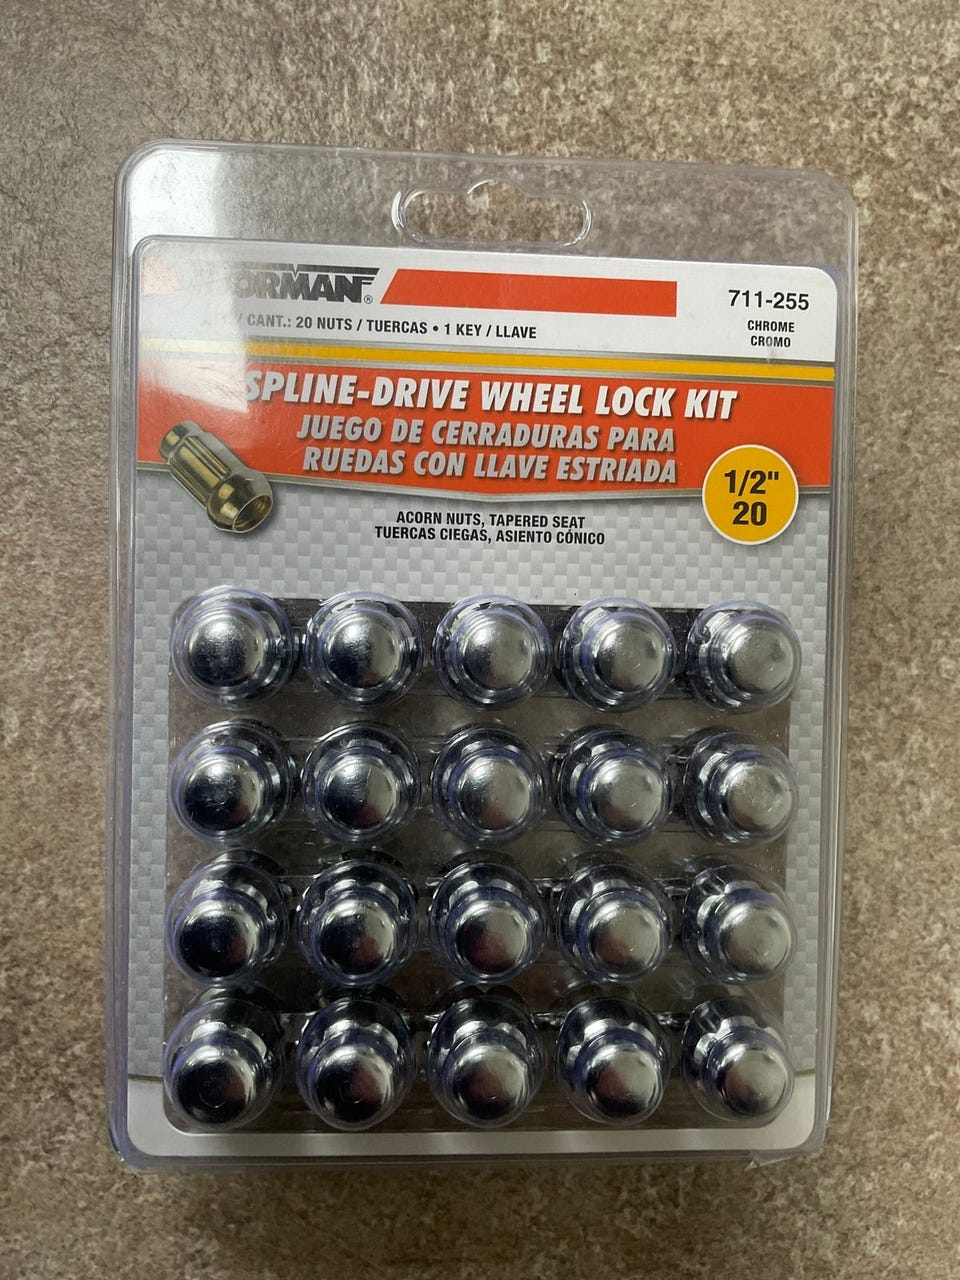 DORMAN®
711-255
CANT.: 20 NUTS / TUERCAS • 1 KEY / LLAVE
CHROME
CROMO
SPLINE-DRIVE WHEEL LOCK KIT
JUEGO DE CERRADURAS PARA
RUEDAS CON LLAVE ESTRIADA
1/2"
20
ACORN NUTS, TAPERED SEAT
TUERCAS CIEGAS, ASIENTO CÓNICO